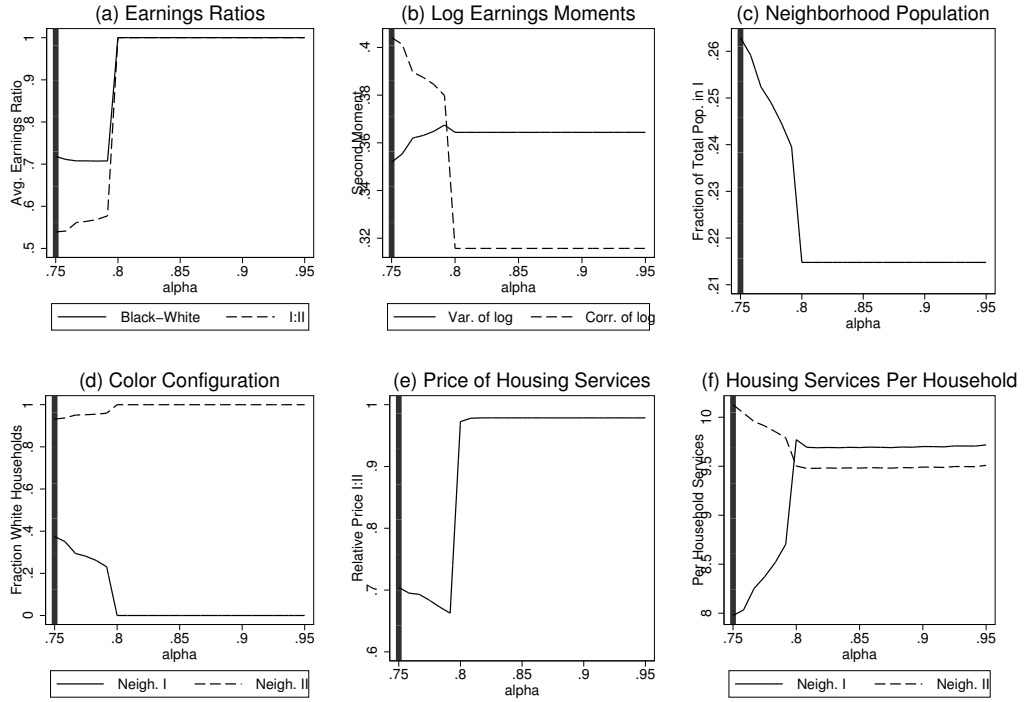 (a) Earnings Ratios
Avg. Earnings Ratio
1
.9
.8
.7
.6
.5
.75 .8 .85 .9 .95
alpha
Black−White I:II
(b) Log Earnings Moments
Second Moment
.4
.38
.36
.34
.32
.75 .8 .85 .9 .95
alpha
Var. of log Corr. of log
(c) Neighborhood Population
Fraction of Total Pop. in I
.26
.25
.24
.23
.22
.21
.75 .8 .85 .9 .95
alpha
(d) Color Configuration
Fraction White Households
1
.8
.6
.4
.2
0
.75 .8 .85 .9 .95
alpha
Neigh. I Neigh. II
(e) Price of Housing Services
Relative Price I:II
1
.9
.8
.7
.6
.75 .8 .85 .9 .95
alpha
(f) Housing Services Per Household
Per Household Services
10
9.5
9
8.5
8
.75 .8 .85 .9 .95
alpha
Neigh. I Neigh. II